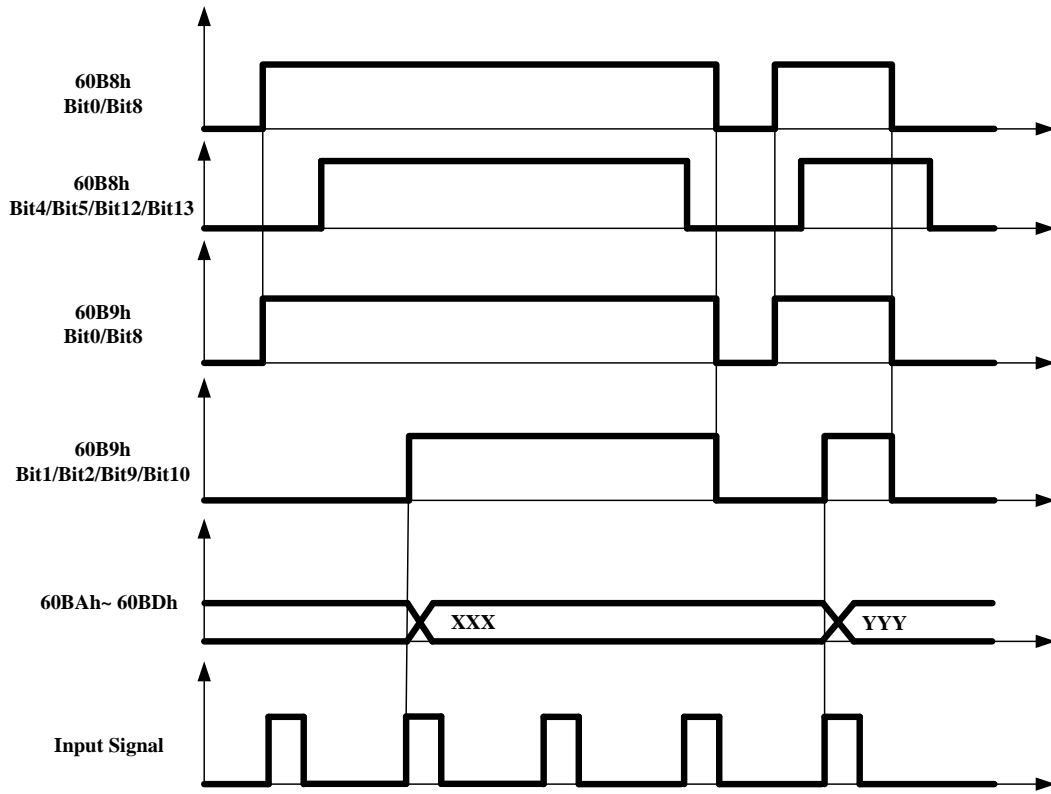 60B8h
Bit0/Bit8
60B8h
Bit4/Bit5/Bit12/Bit13
60B9h
Bit0/Bit8
60B9h
Bit1/Bit2/Bit9/Bit10
60BAh~ 60BDh
XXX
YYY
Input Signal